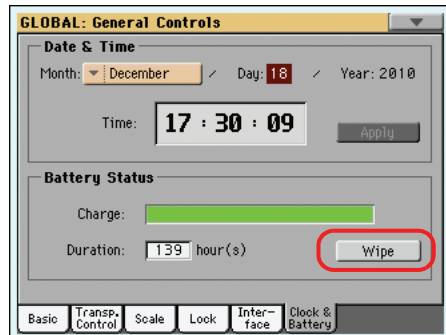 GLOBAL: General Controls
Date & Time
Month: December / Day: 18 / Year: 2010
Time: 17 : 30 : 09
Apply
Battery Status
Charge:
Duration: 139 hour(s) Wipe
Basic Transp. Control Scale Lock Inter- face Clock & Battery